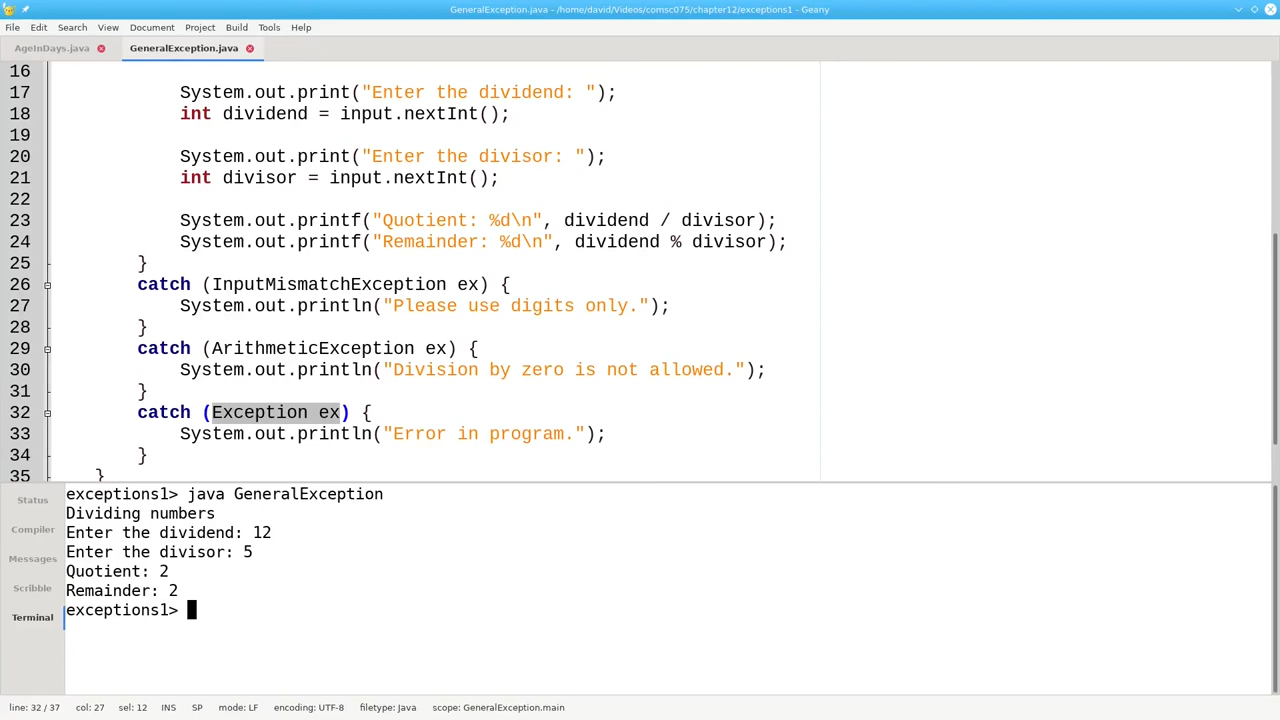 GeneralException.java - /home/david/Videos/comsc075/chapter12/exceptions1 - Geany
File Edit Search View Document Project Build Tools Help
AgeInDays.java GeneralException.java
16
17 System.out.print("Enter the dividend: ");
18 int dividend = input.nextInt();
19
20 System.out.print("Enter the divisor: ");
21 int divisor = input.nextInt();
22
23 System.out.printf("Quotient: %d\n", dividend / divisor);
24 System.out.printf("Remainder: %d\n", dividend % divisor);
25 }
26 catch (InputMismatchException ex) {
27 System.out.println("Please use digits only.");
28 }
29 catch (ArithmeticException ex) {
30 System.out.println("Division by zero is not allowed.");
31 }
32 catch (Exception ex) {
33 System.out.println("Error in program.");
34 }
35 }
Status
Compiler
Messages
Scribble
Terminal
exceptions1> java GeneralException
Dividing numbers
Enter the dividend: 12
Enter the divisor: 5
Quotient: 2
Remainder: 2
exceptions1>
line: 32 / 37 col: 27 sel: 12 INS SP mode: LF encoding: UTF-8 filetype: Java scope: GeneralException.main